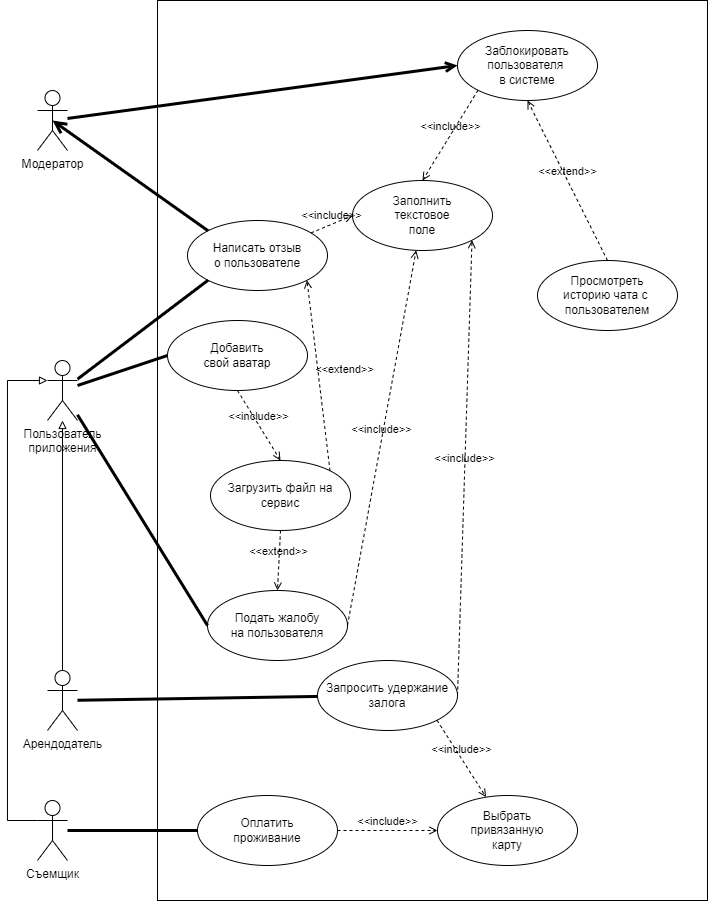 Заблокировать
пользователя
в системе
<<include>>
Модератор
<<extend>>
Заполнить
текстовое
поле
<<include>>
Написать отзыв
о пользователе
Просмотреть
историю чата с
пользователем
Добавить
свой аватар
<<extend>>
<<include>>
Пользователь
приложения
<<include>>
<<include>>
Загрузить файл на
сервис
<<extend>>
Подать жалобу
на пользователя
Запросить удержание
залога
Арендодатель
<<include>>
Оплатить
проживание
<<include>>
Выбрать
привязанную
карту
Съемщик